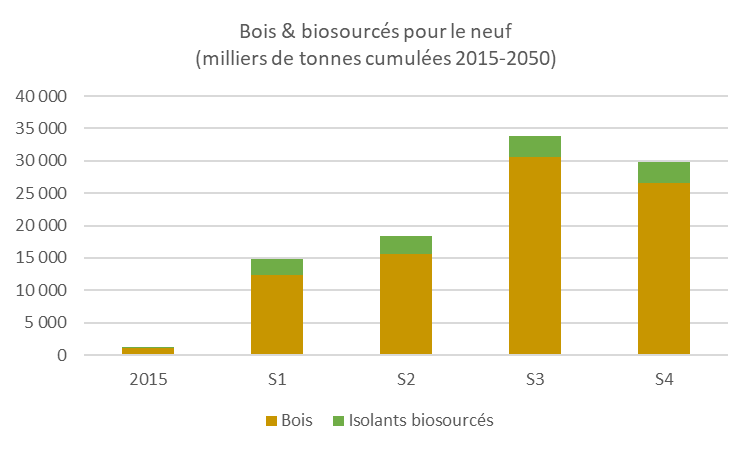 Bois & biosourcés pour le neuf
(milliers de tonnes cumulées 2015-2050)
40 000
35 000
30 000
25 000
20 000
15 000
10 000
5 000
0
2015 S1 S2 S3 S4
Bois Isolants biosourcés